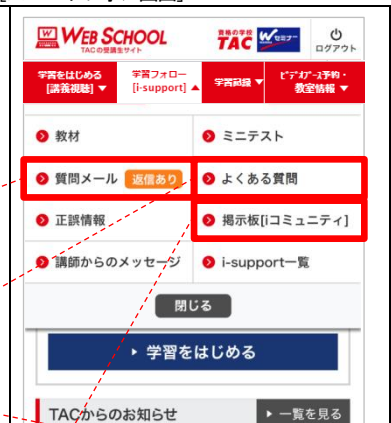 WEB SCHOOL
TACの受講生サイト
資格の学校
TAC Wセミナー
ログアウト
学習をはじめる
[講義視聴] ▼
学習フォロー
[i-support] ▲
学習記録 ▼
ビデオブース予約・
教室情報 ▼
教材
ミニテスト
質問メール 返信あり
よくある質問
正誤情報
掲示板[iコミュニティ]
講師からのメッセージ
i-support一覧
閉じる
学習をはじめる
TACからのお知らせ
一覧を見る